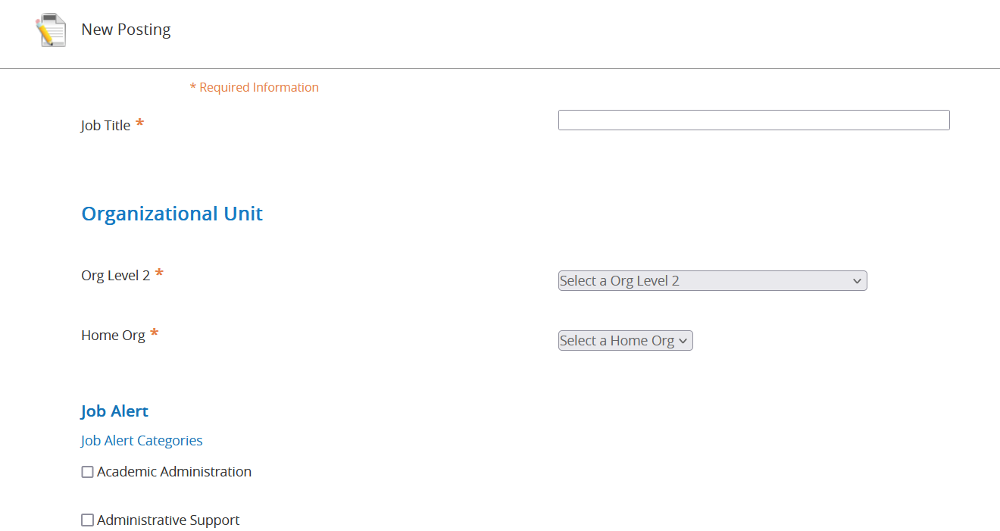 New Posting
* Required Information
Job Title *
Organizational Unit
Org Level 2 *
Select a Org Level 2
Home Org *
Select a Home Org
Job Alert
Job Alert Categories
Academic Administration
Administrative Support